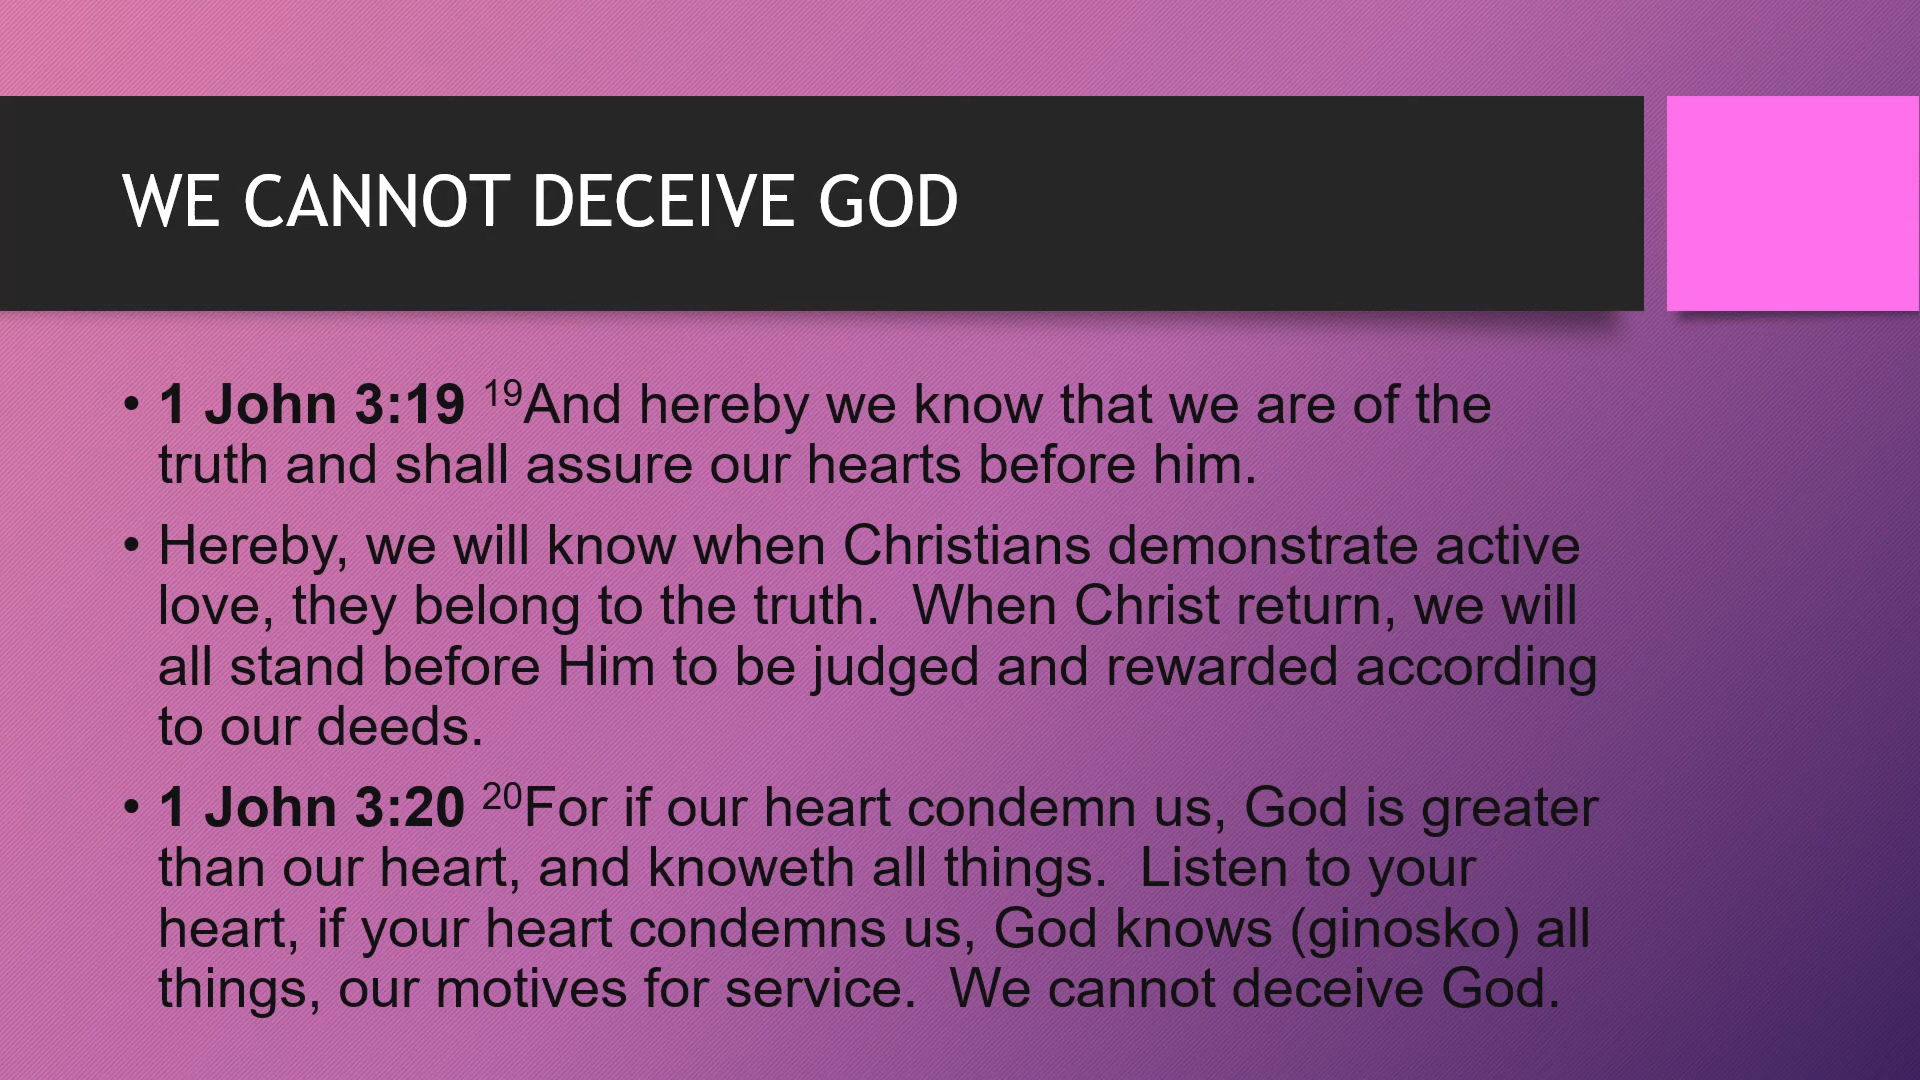 WE CANNOT DECEIVE GOD
• 1 John 3:19 19And hereby we know that we are of the
truth and shall assure our hearts before him.
• Hereby, we will know when Christians demonstrate active
love, they belong to the truth.  When Christ return, we will
all stand before Him to be judged and rewarded according
to our deeds.
• 1 John 3:20 20For if our heart condemn us, God is greater
than our heart, and knoweth all things.  Listen to your
heart, if your heart condemns us, God knows (ginosko) all
things, our motives for service.  We cannot deceive God.